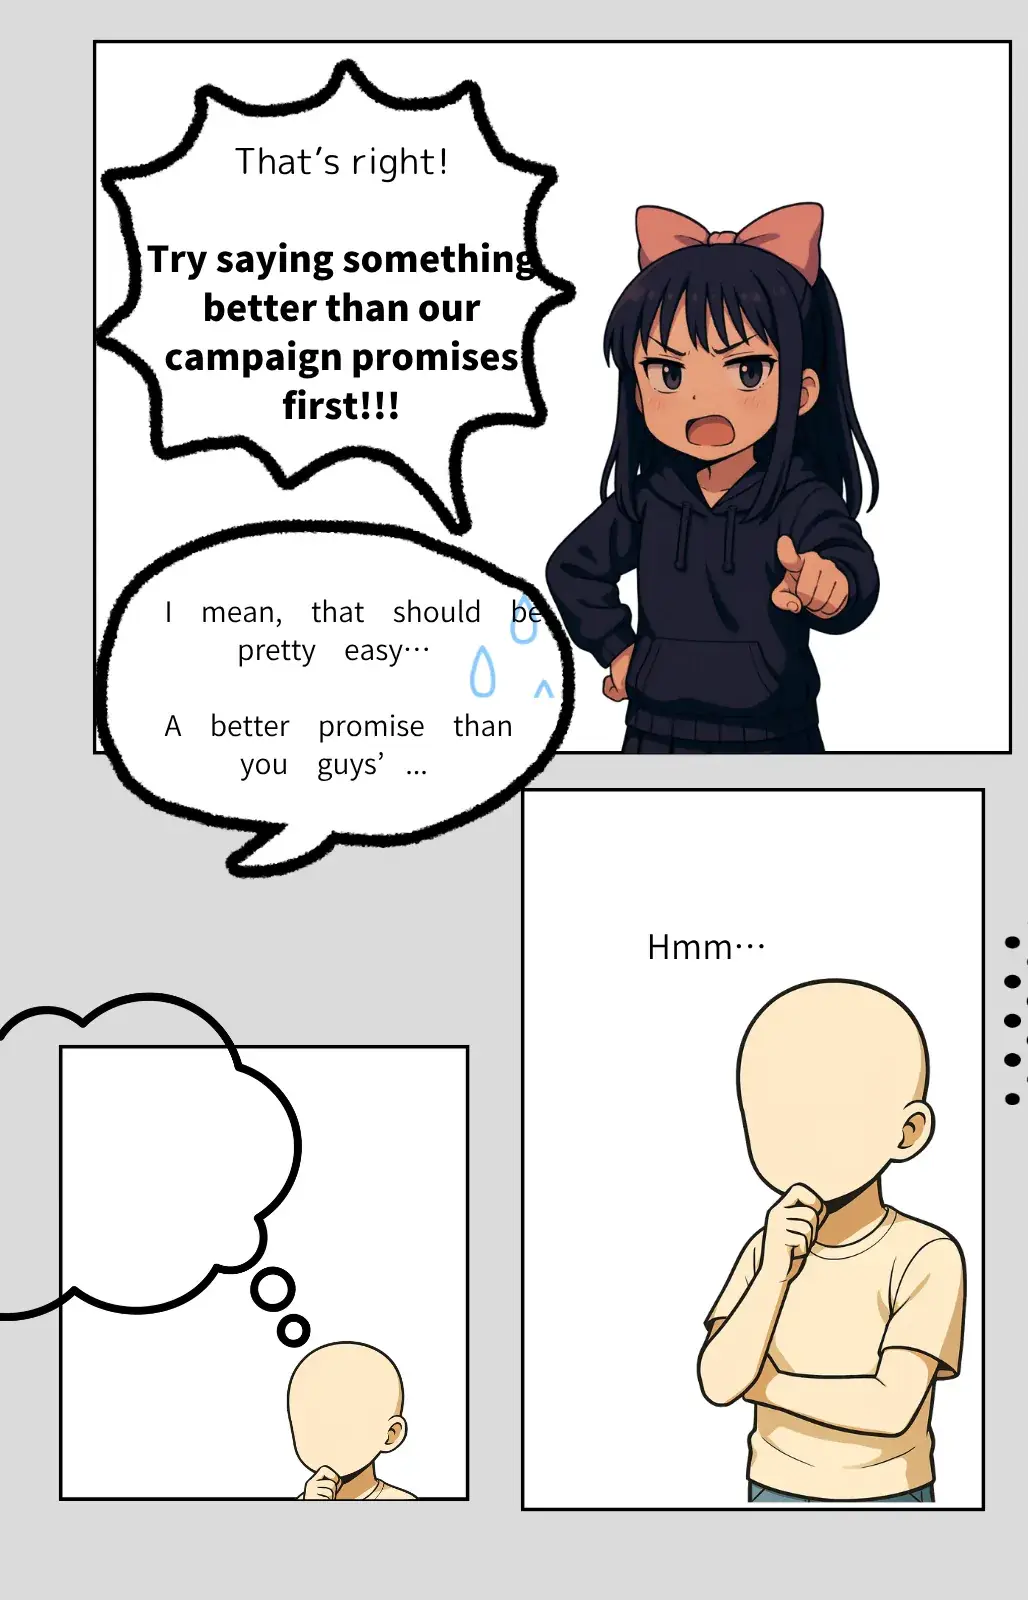 That's right!
Try saying something
better than our
campaign promises
first!!!
I mean, that should be
pretty easy…
A better promise than
you guys' ...
Hmm…